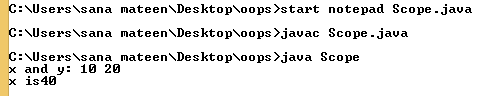 C:\Users\sana mateen\Desktop\oops>start notepad Scope.java
C:\Users\sana mateen\Desktop\oops>javac Scope.java
C:\Users\sana mateen\Desktop\oops>java Scope
x and y: 10 20
x is40